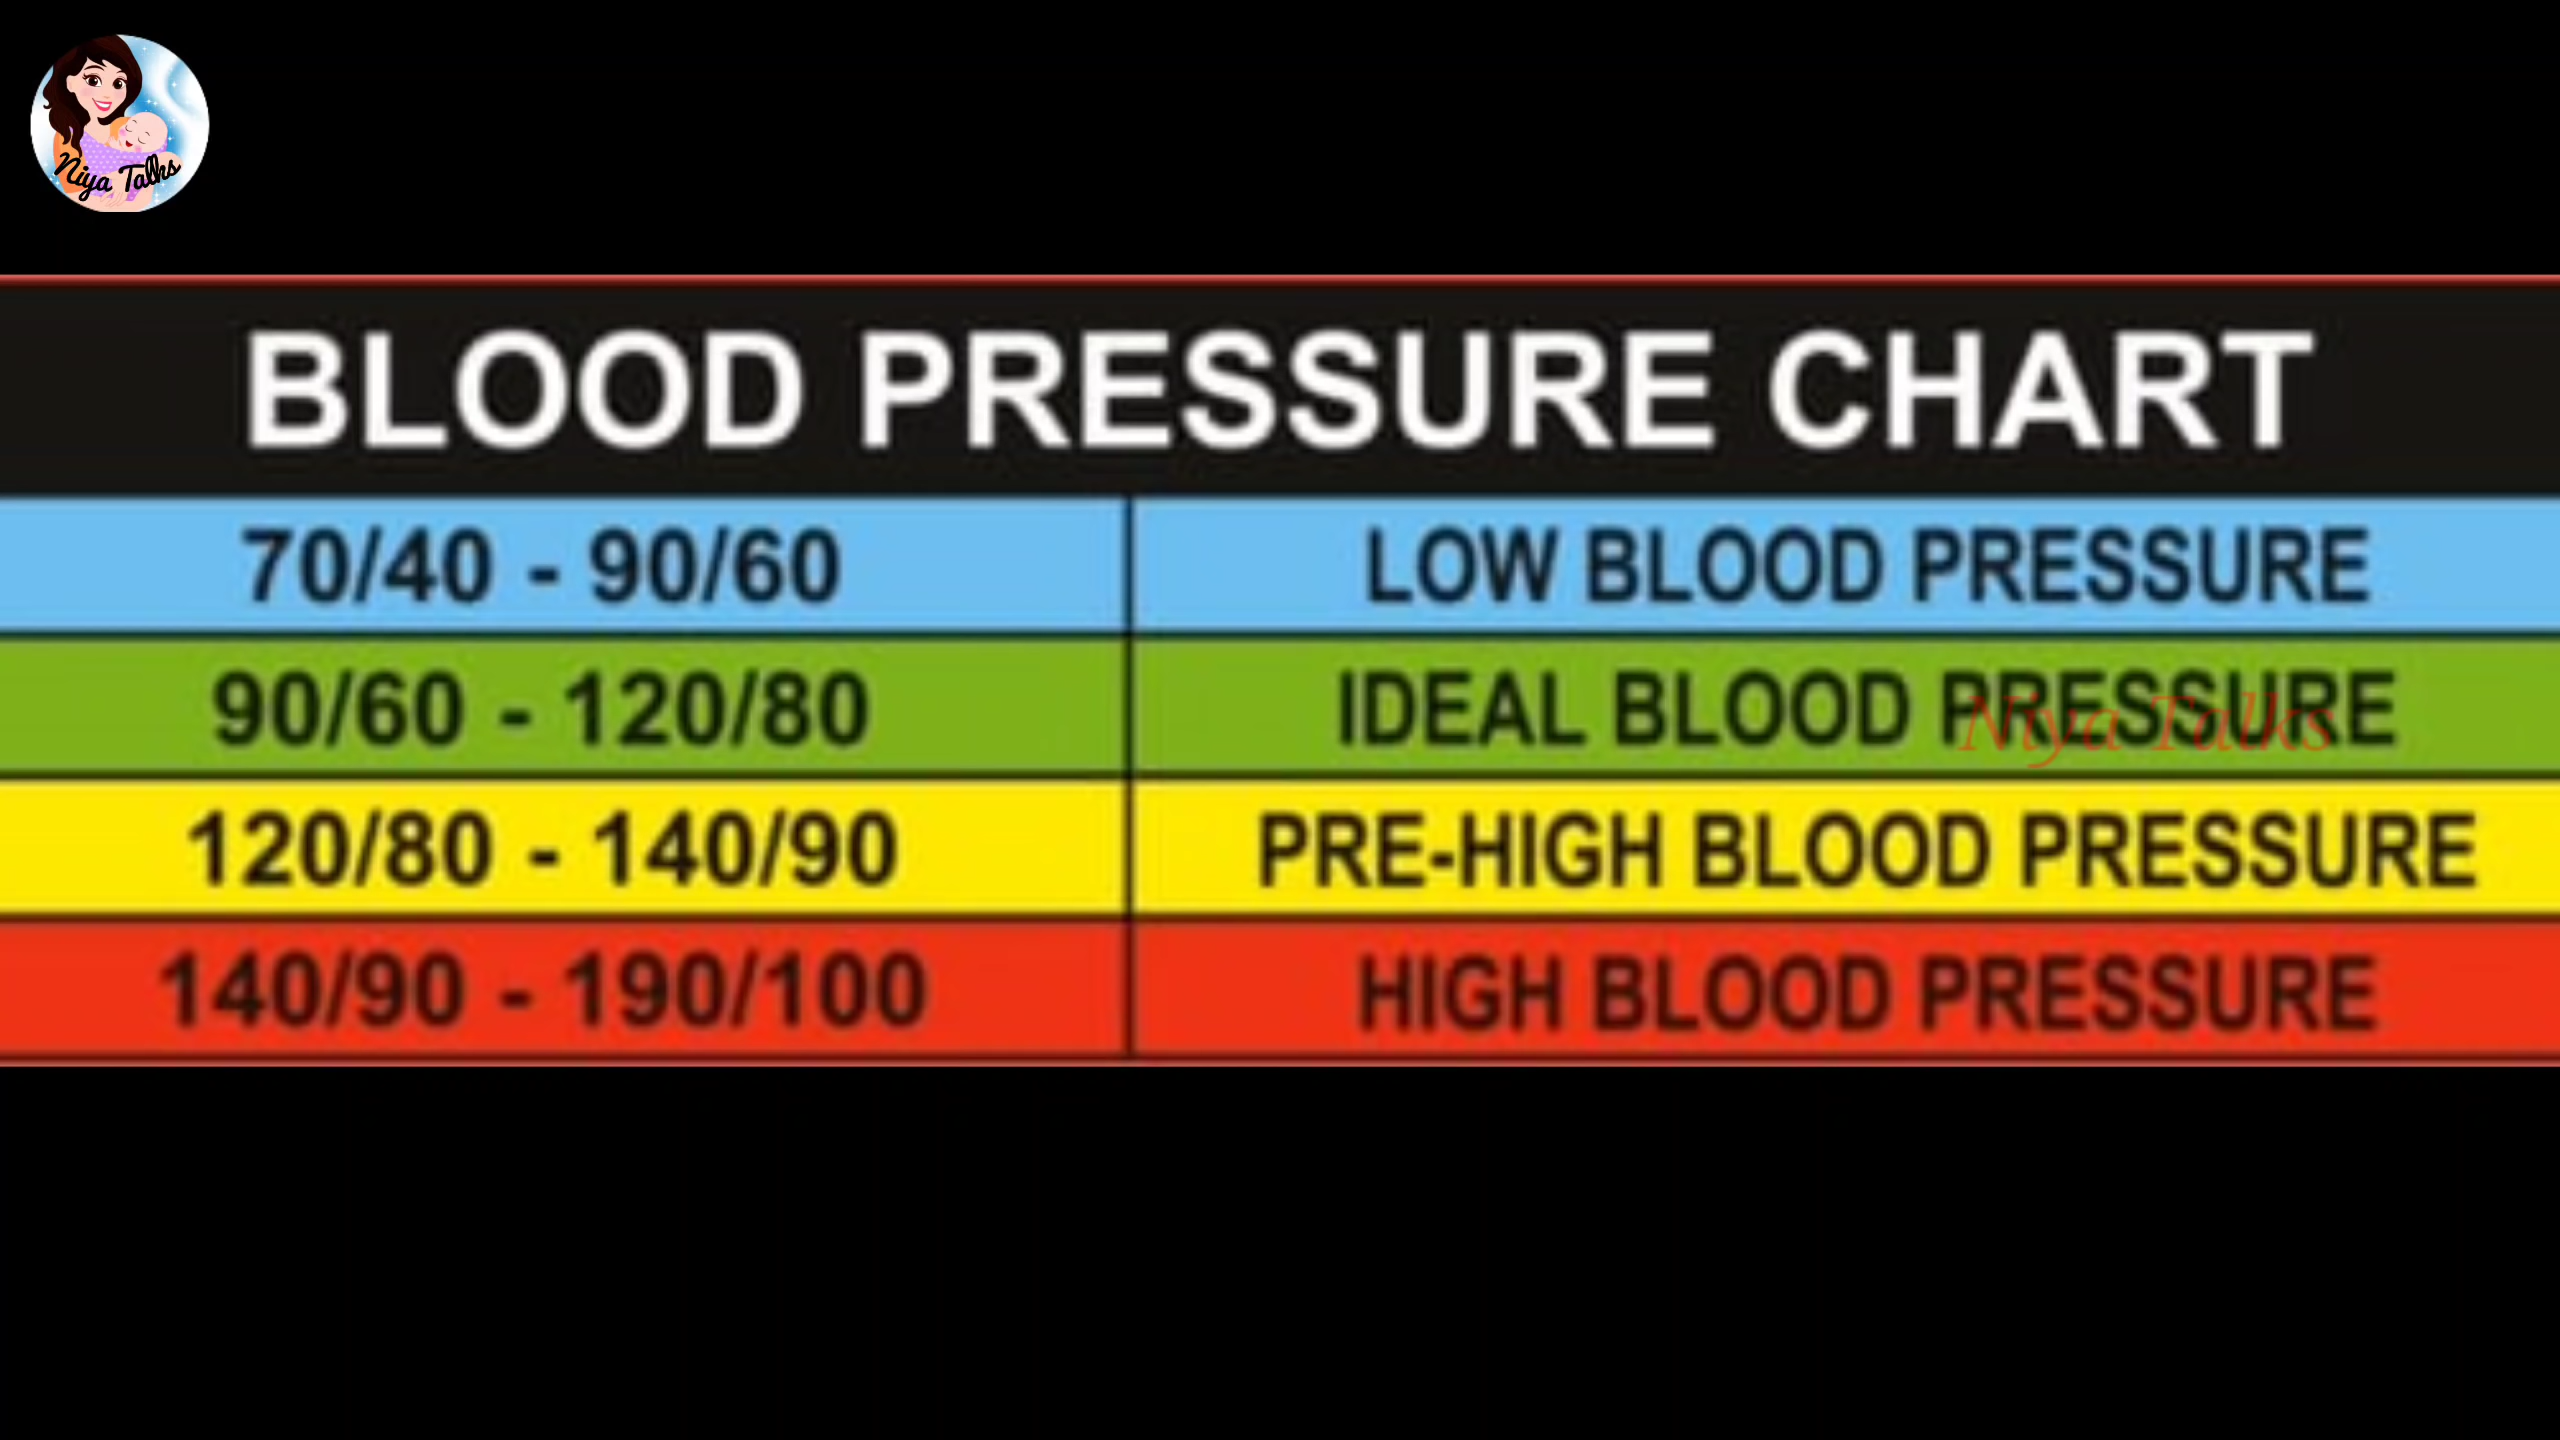 Niya Talks
BLOOD PRESSURE CHART
70/40 - 90/60 LOW BLOOD PRESSURE
90/60 - 120/80 IDEAL BLOOD PRESSURE
Niya Talks
120/80 - 140/90 PRE-HIGH BLOOD PRESSURE
140/90 - 190/100 HIGH BLOOD PRESSURE